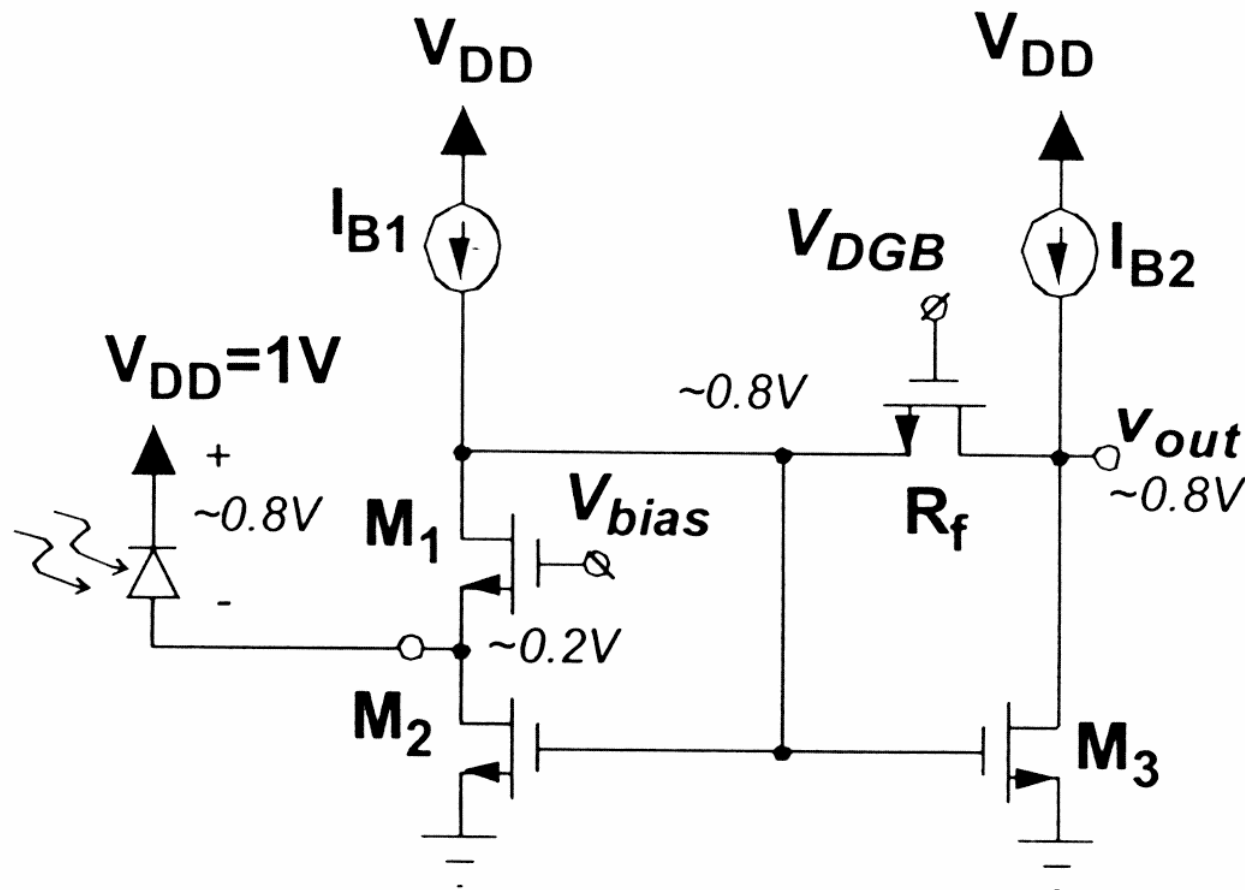 VDD
VDD
IB1
VDGB
IB2
VDD=1V
+
~0.8V
~0.8V
vout
~0.8V
M1
Vbias
Rf
-
~0.2V
M2
M3